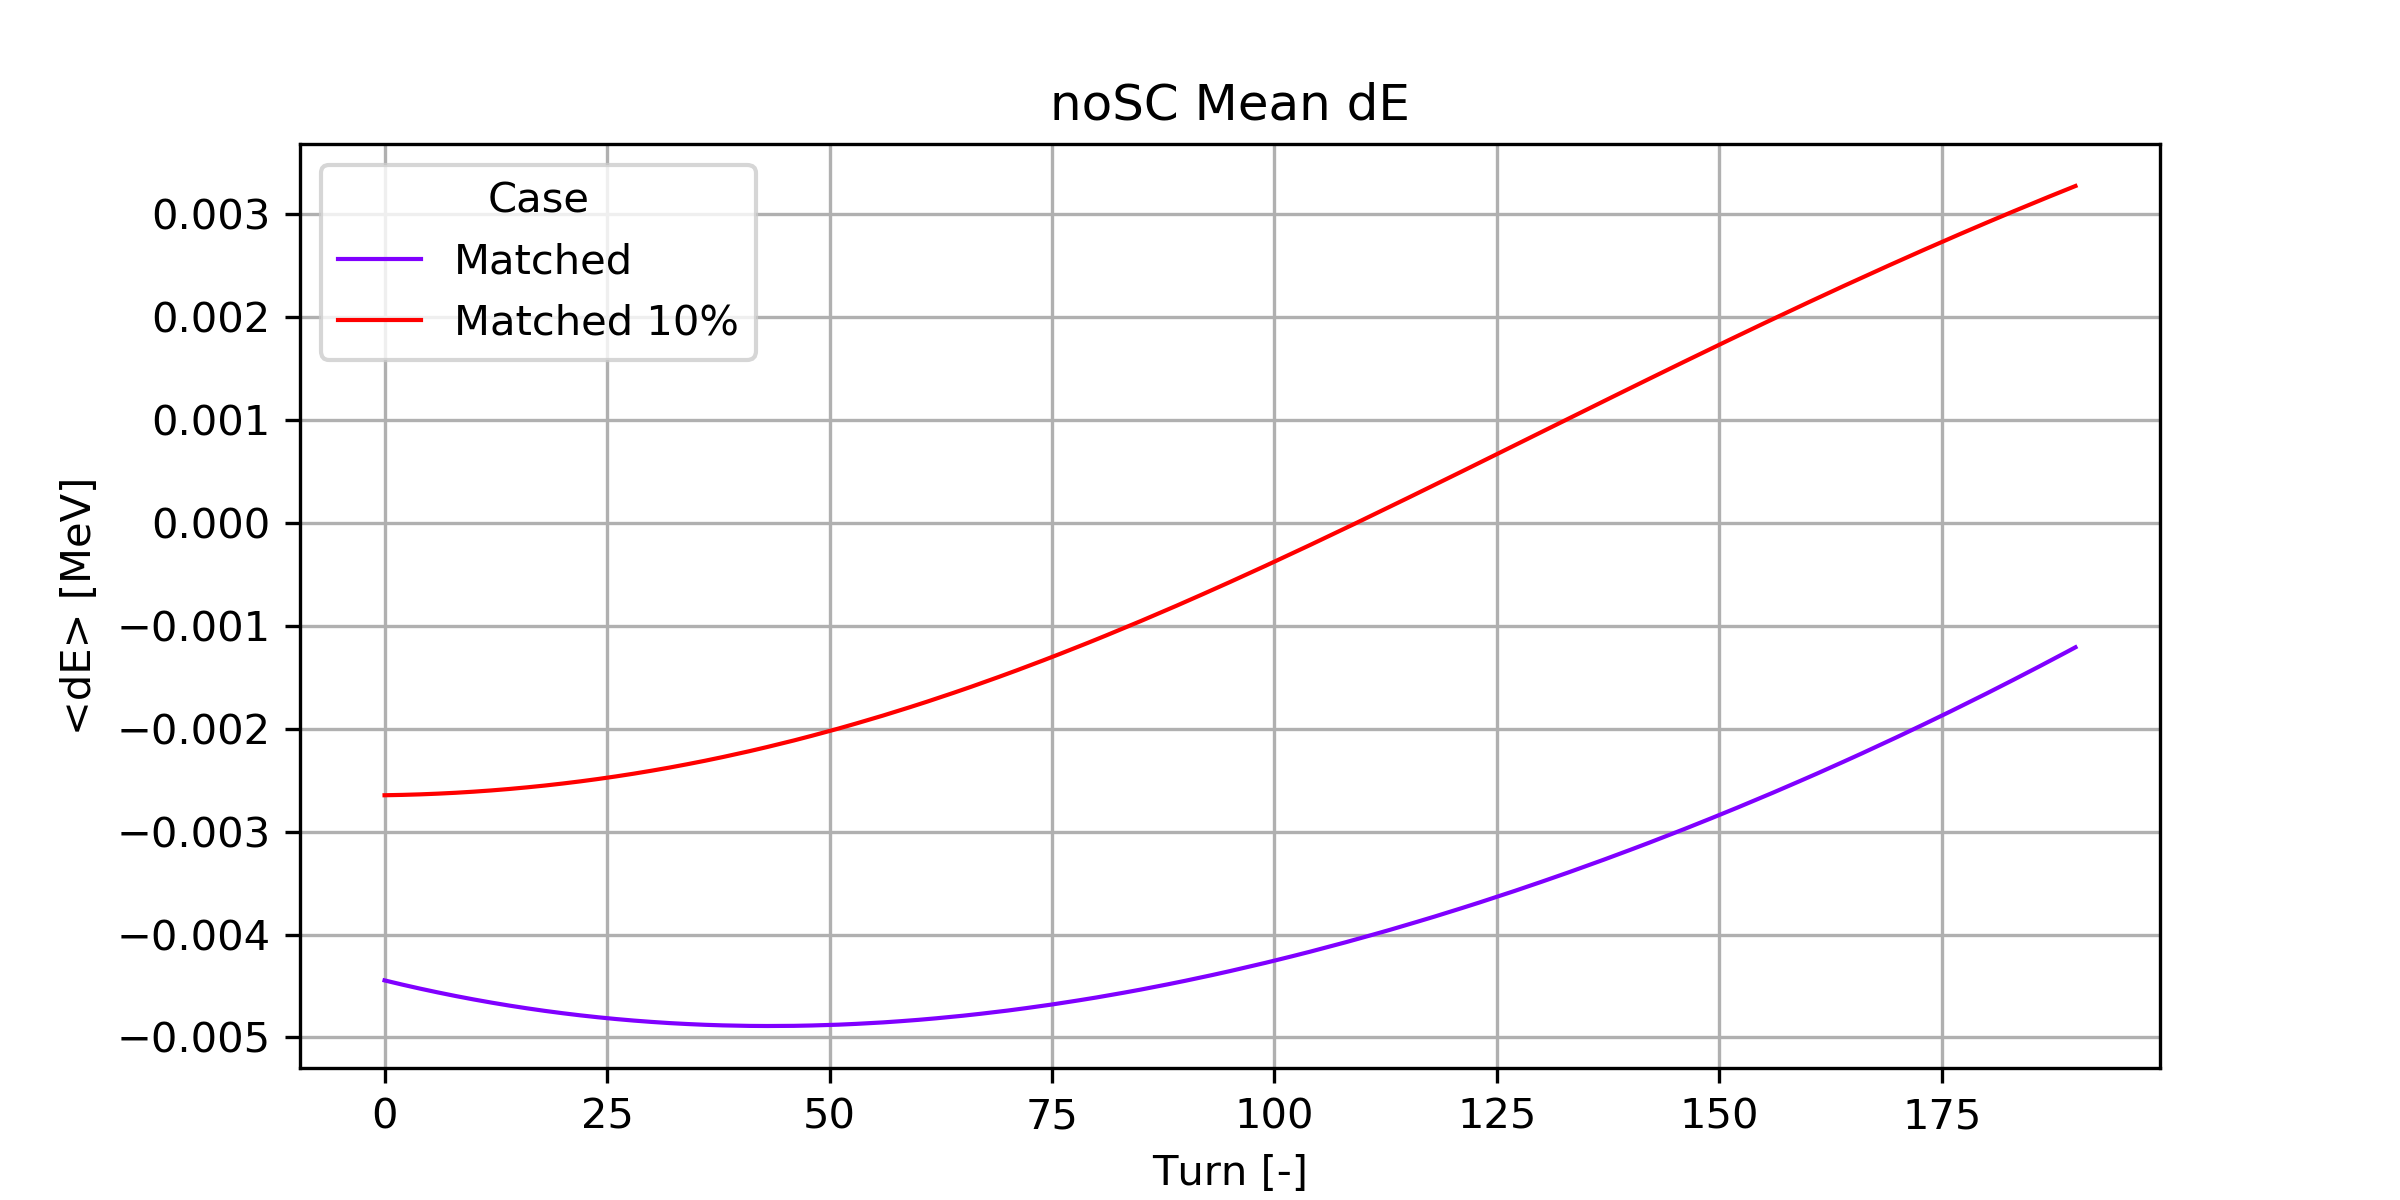 noSC Mean dE
Case
Matched
Matched 10%
0.003
0.002
0.001
0.000
−0.001
−0.002
−0.003
−0.004
−0.005
<dE> [MeV]
0 25 50 75 100 125 150 175
Turn [-]